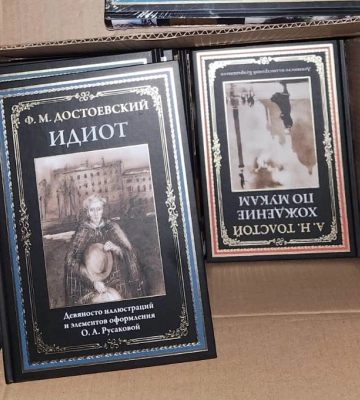 Ф. М. ДОСТОЕВСКИЙ
ИДИОТ
Девяносто иллюстраций
и элементов оформления
О. А. Русаковой
А. Н. ТОЛСТОЙ
ХОЖДЕНИЕ
ПО МУКАМ